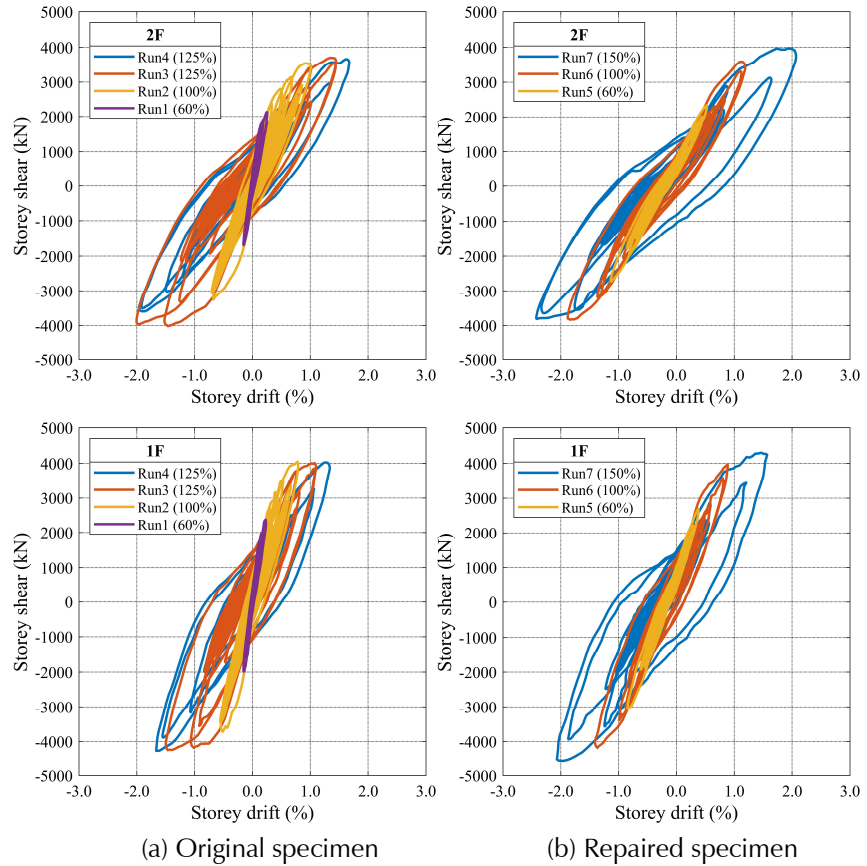 2F
Run4 (125%)
Run3 (125%)
Run2 (100%)
Run1 (60%)
5000
4000
3000
2000
1000
0
-1000
-2000
3000
-4000
-5000
-3.0 -2.0 -1.0 0.0 1.0 2.0 3.0
Storey shear (kN)
Storey drift (%)
2F
Run7 (150%)
Run6 (100%)
Run5 (60%)
5000
4000
3000
2000
1000
0
-1000
-2000
3000
-4000
-5000
-3.0 -2.0 -1.0 0.0 1.0 2.0 3.0
Storey shear (kN)
Storey drift (%)
1F
Run4 (125%)
Run3 (125%)
Run2 (100%)
Run1 (60%)
5000
4000
3000
2000
1000
0
-1000
-2000
3000
-4000
-5000
-3.0 -2.0 -1.0 0.0 1.0 2.0 3.0
Storey shear (kN)
Storey drift (%)
1F
Run7 (150%)
Run6 (100%)
Run5 (60%)
5000
4000
3000
2000
1000
0
-1000
-2000
3000
-4000
-5000
-3.0 -2.0 -1.0 0.0 1.0 2.0 3.0
Storey shear (kN)
Storey drift (%)
(a) Original specimen
(b) Repaired specimen